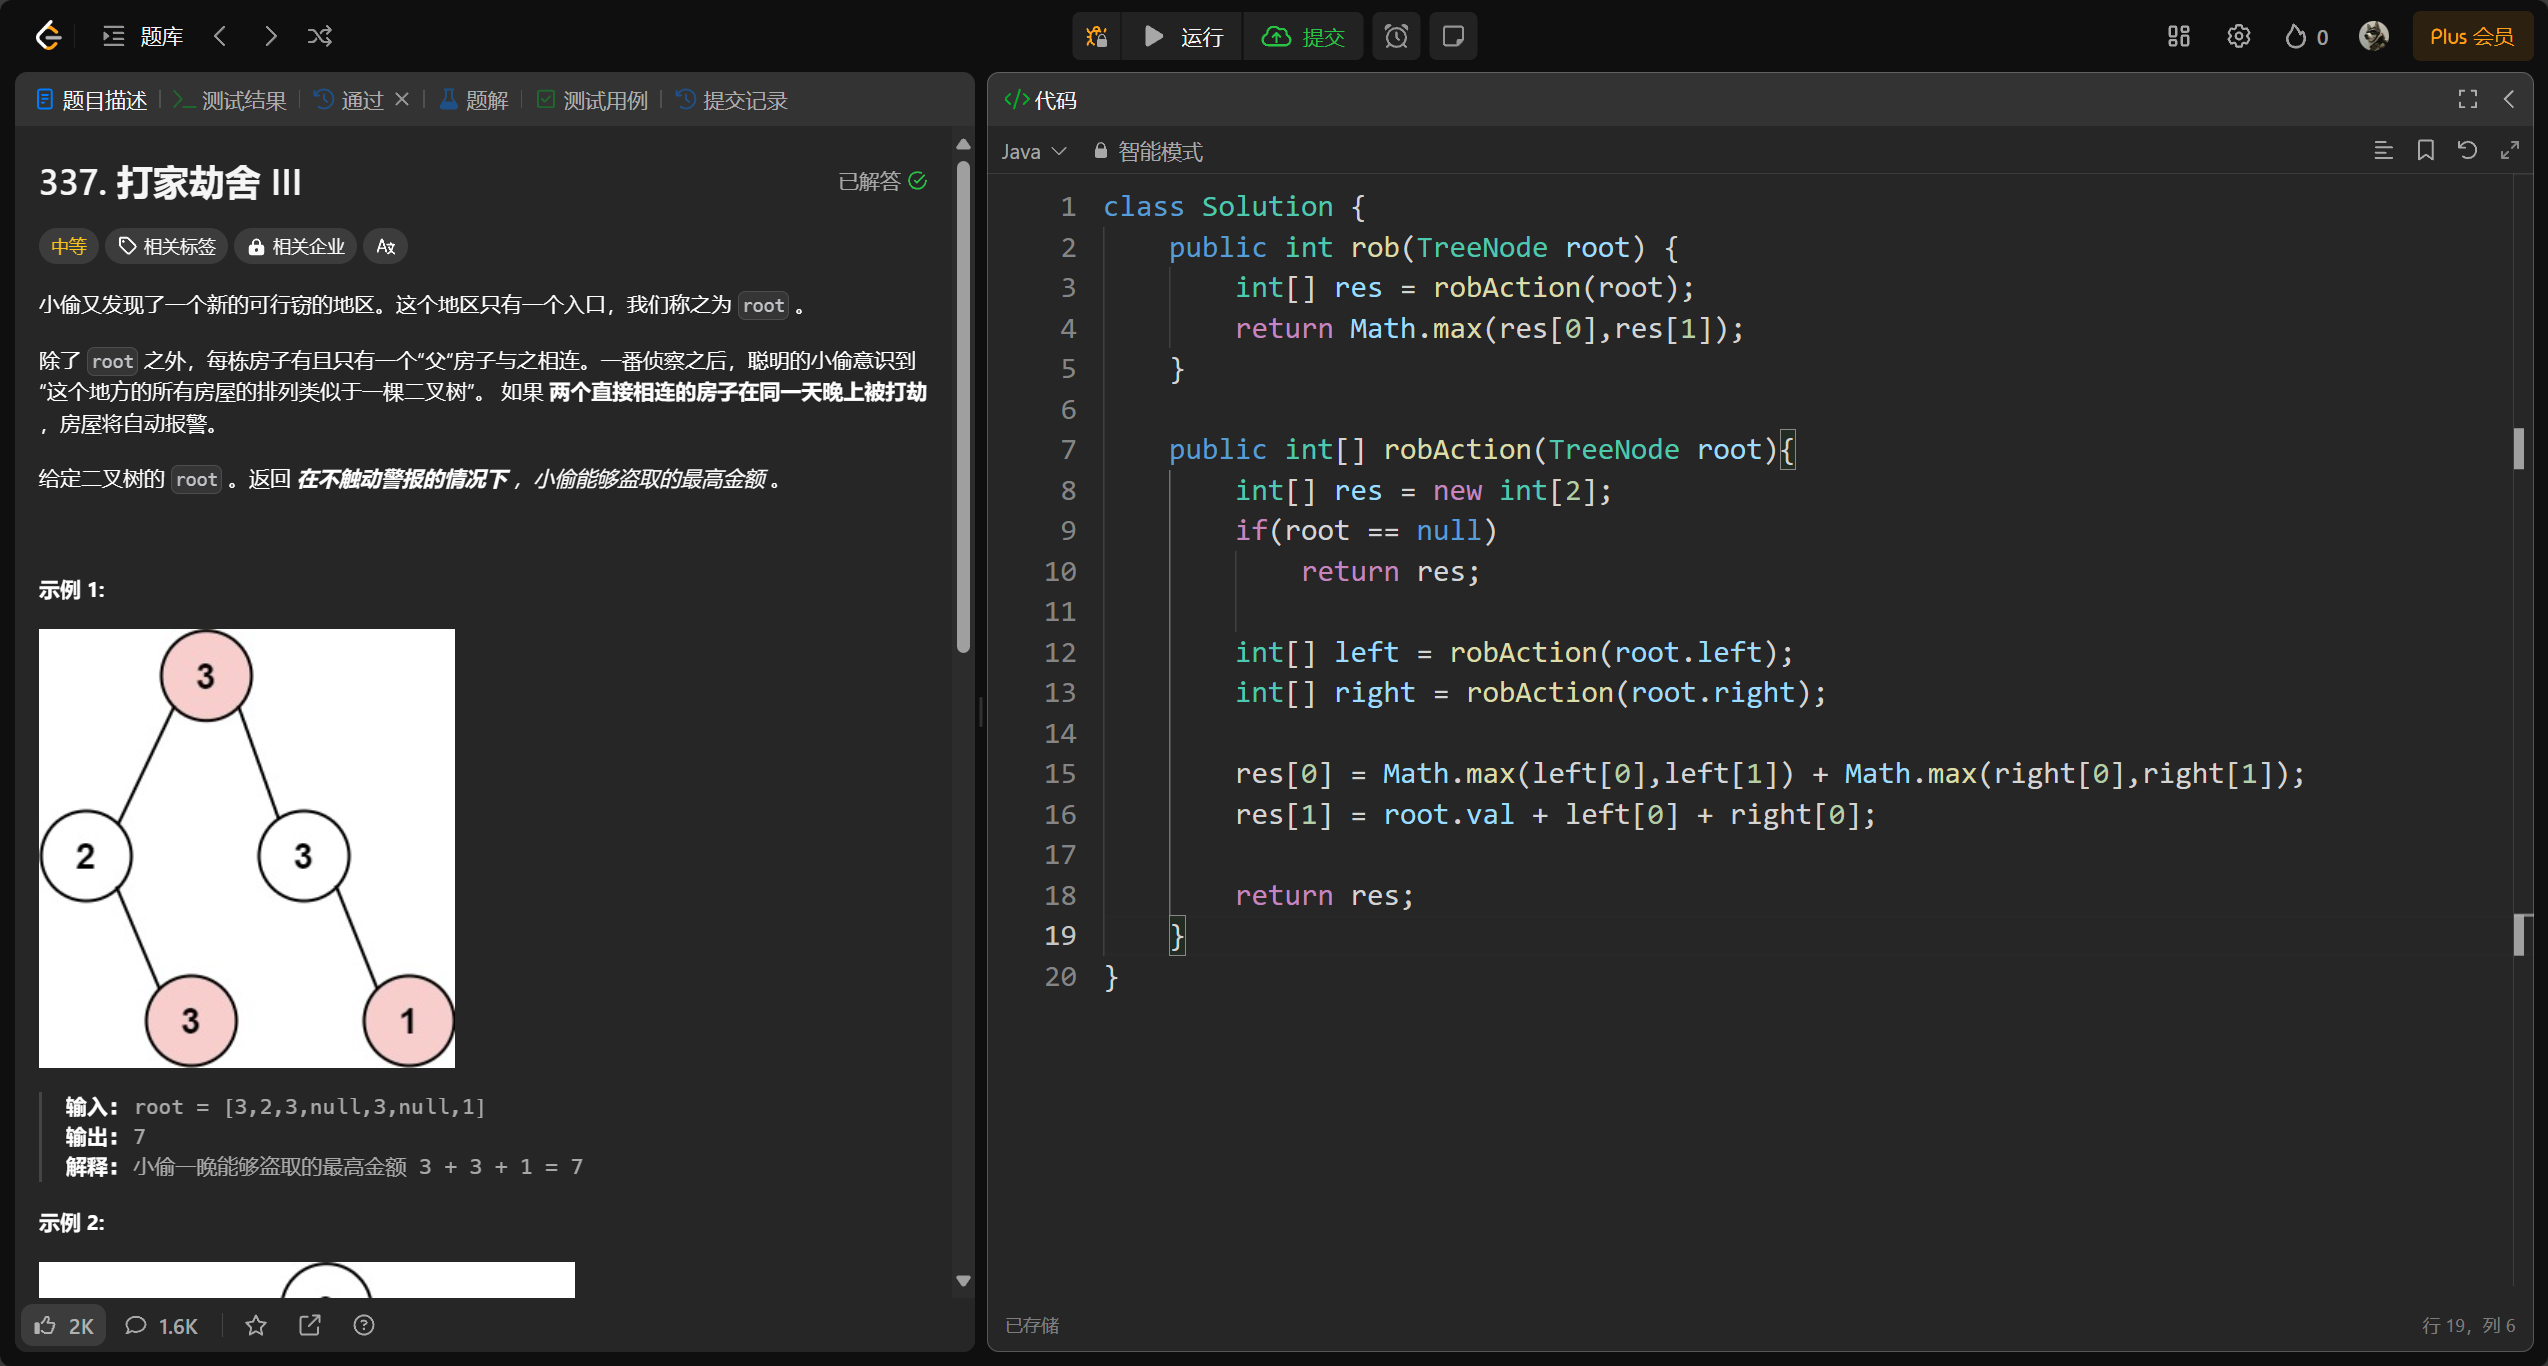 题库
运行
提交
0
Plus 会员
题目描述
测试结果
通过
题解
测试用例
提交记录
337. 打家劫舍 III
已解答
中等
相关标签
相关企业
小偷又发现了一个新的可行窃的地区。这个地区只有一个入口，我们称之为 root 。
除了 root 之外，每栋房子有且只有一个“父“房子与之相连。一番侦察之后，聪明的小偷意识到
“这个地方的所有房屋的排列类似于一棵二叉树”。 如果 两个直接相连的房子在同一天晚上被打劫
，房屋将自动报警。
给定二叉树的 root 。返回 在不触动警报的情况下 ，小偷能够盗取的最高金额 。
示例 1:
3
2
3
3
1
输入： root = [3,2,3,null,3,null,1]
输出： 7
解释： 小偷一晚能够盗取的最高金额 3 + 3 + 1 = 7
示例 2:
2K
1.6K
代码
Java
智能模式
1 class Solution {
2     public int rob(TreeNode root) {
3         int[] res = robAction(root);
4         return Math.max(res[0],res[1]);
5     }
6
7     public int[] robAction(TreeNode root){
8         int[] res = new int[2];
9         if(root == null)
10             return res;
11
12         int[] left = robAction(root.left);
13         int[] right = robAction(root.right);
14
15         res[0] = Math.max(left[0],left[1]) + Math.max(right[0],right[1]);
16         res[1] = root.val + left[0] + right[0];
17
18         return res;
19     }
20 }
已存储
行 19，列 6